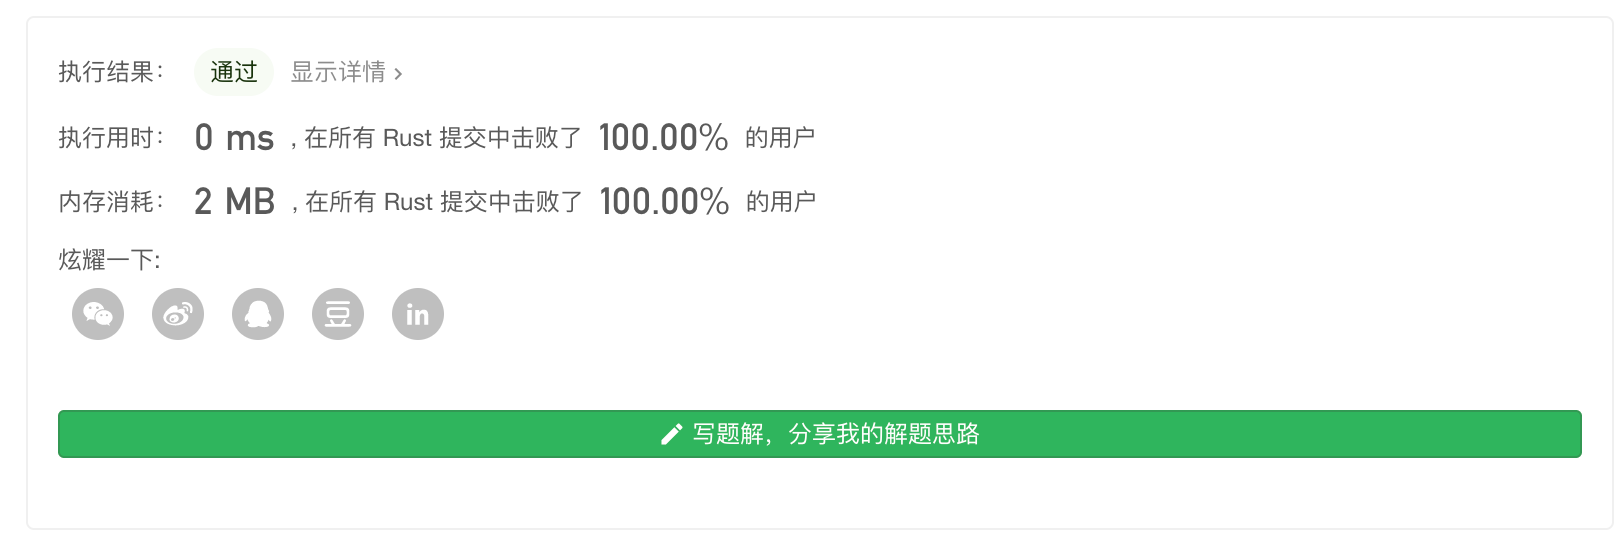 执行结果： 通过 显示详情 ›
执行用时： 0 ms , 在所有 Rust 提交中击败了 100.00% 的用户
内存消耗： 2 MB , 在所有 Rust 提交中击败了 100.00% 的用户
炫耀一下:
豆 in
写题解，分享我的解题思路